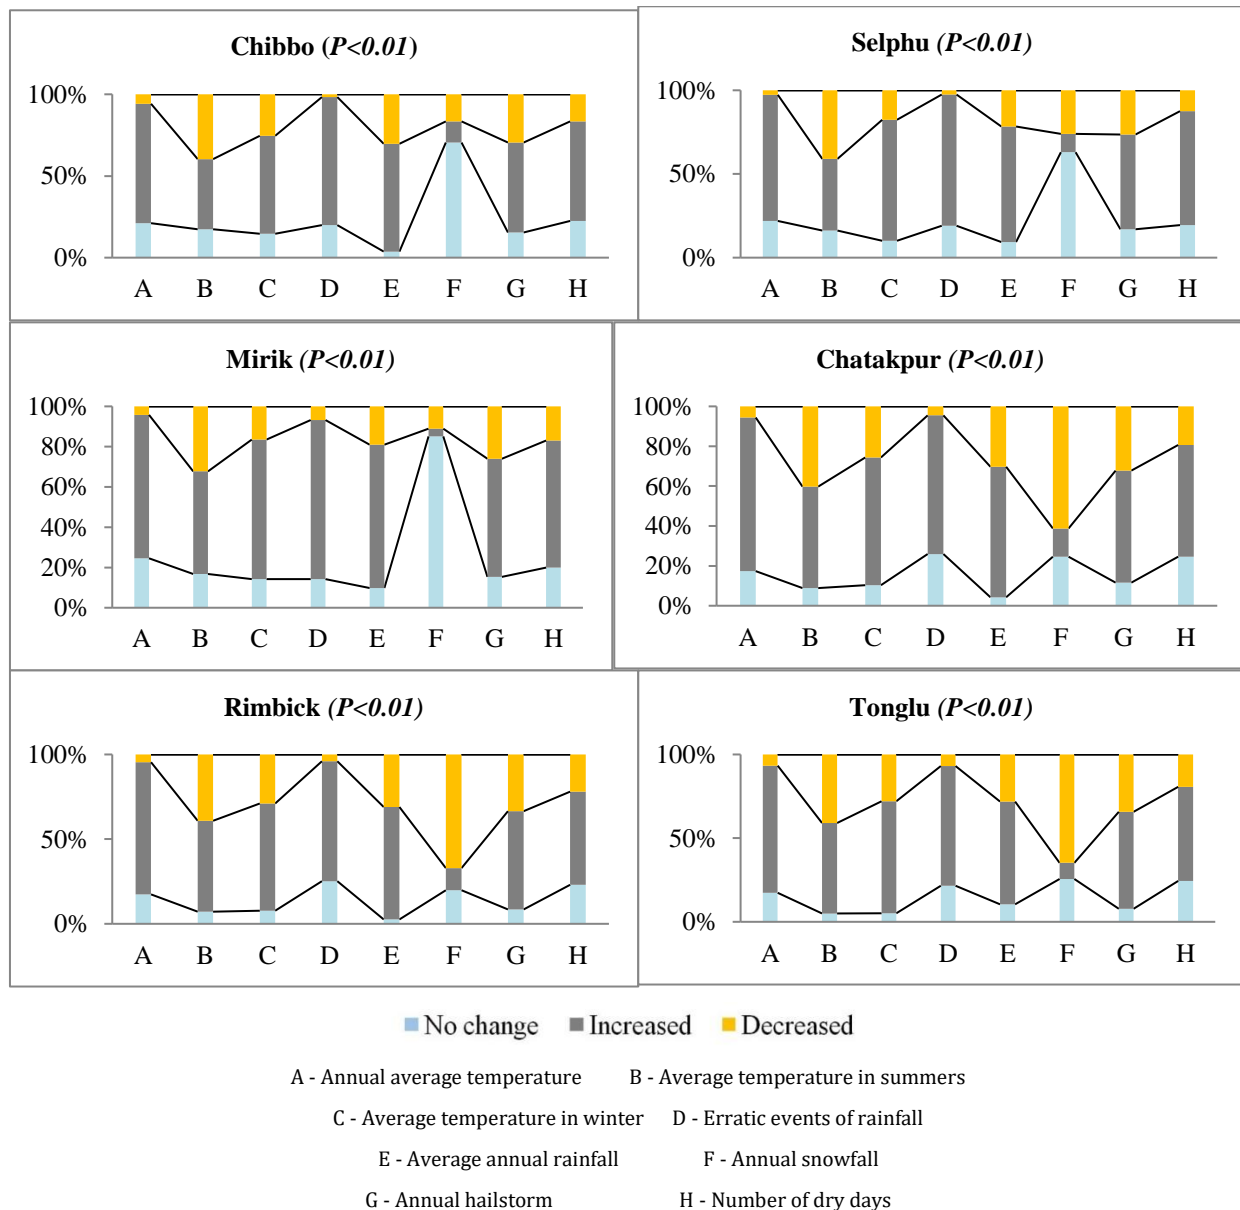 Chibbo (P<0.01)
100%
50%
0%
A B C D E F G H
Selphu (P<0.01)
100%
50%
0%
A B C D E F G H
Mirik (P<0.01)
100%
80%
60%
40%
20%
0%
A B C D E F G H
Chatakpur (P<0.01)
100%
80%
60%
40%
20%
0%
A B C D E F G H
Rimbick (P<0.01)
100%
50%
0%
A B C D E F G H
Tonglu (P<0.01)
100%
50%
0%
A B C D E F G H
No change Increased Decreased
A - Annual average temperature B - Average temperature in summers
C - Average temperature in winter D - Erratic events of rainfall
E - Average annual rainfall F - Annual snowfall
G - Annual hailstorm H - Number of dry days